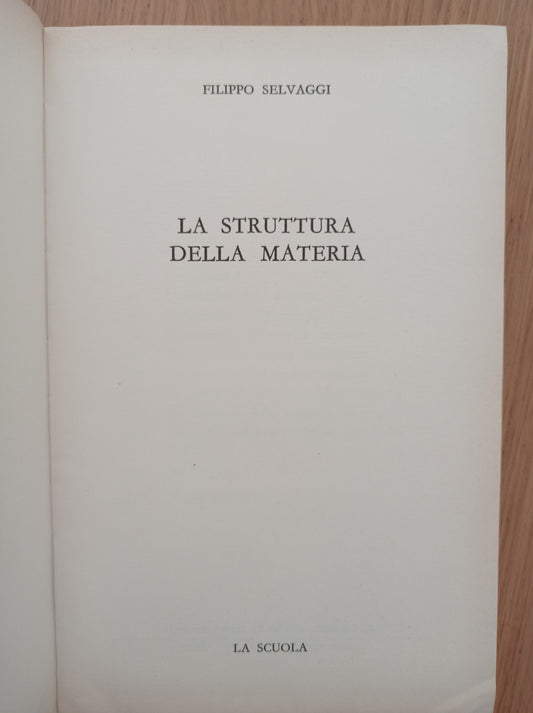 FILIPPO SELVAGGI
LA STRUTTURA
DELLA MATERIA
LA SCUOLA